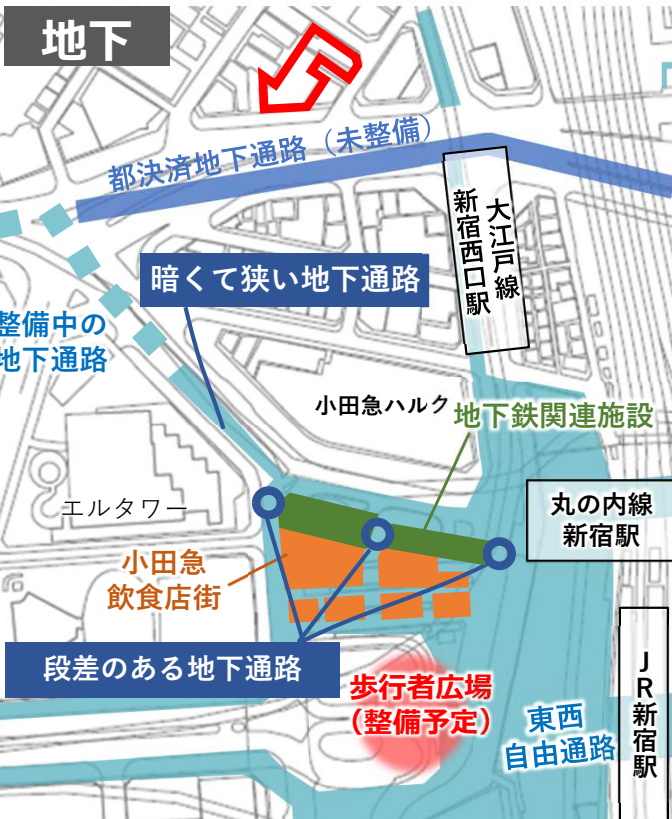 地下
都決済地下通路（未整備）
大江戸線
新宿西口駅
暗くて狭い地下通路
整備中の
地下通路
小田急ハルク
地下鉄関連施設
エルタワー
丸の内線
新宿駅
小田急
飲食店街
段差のある地下通路
歩行者広場
（整備予定）
東西
自由通路
ＪＲ新宿駅